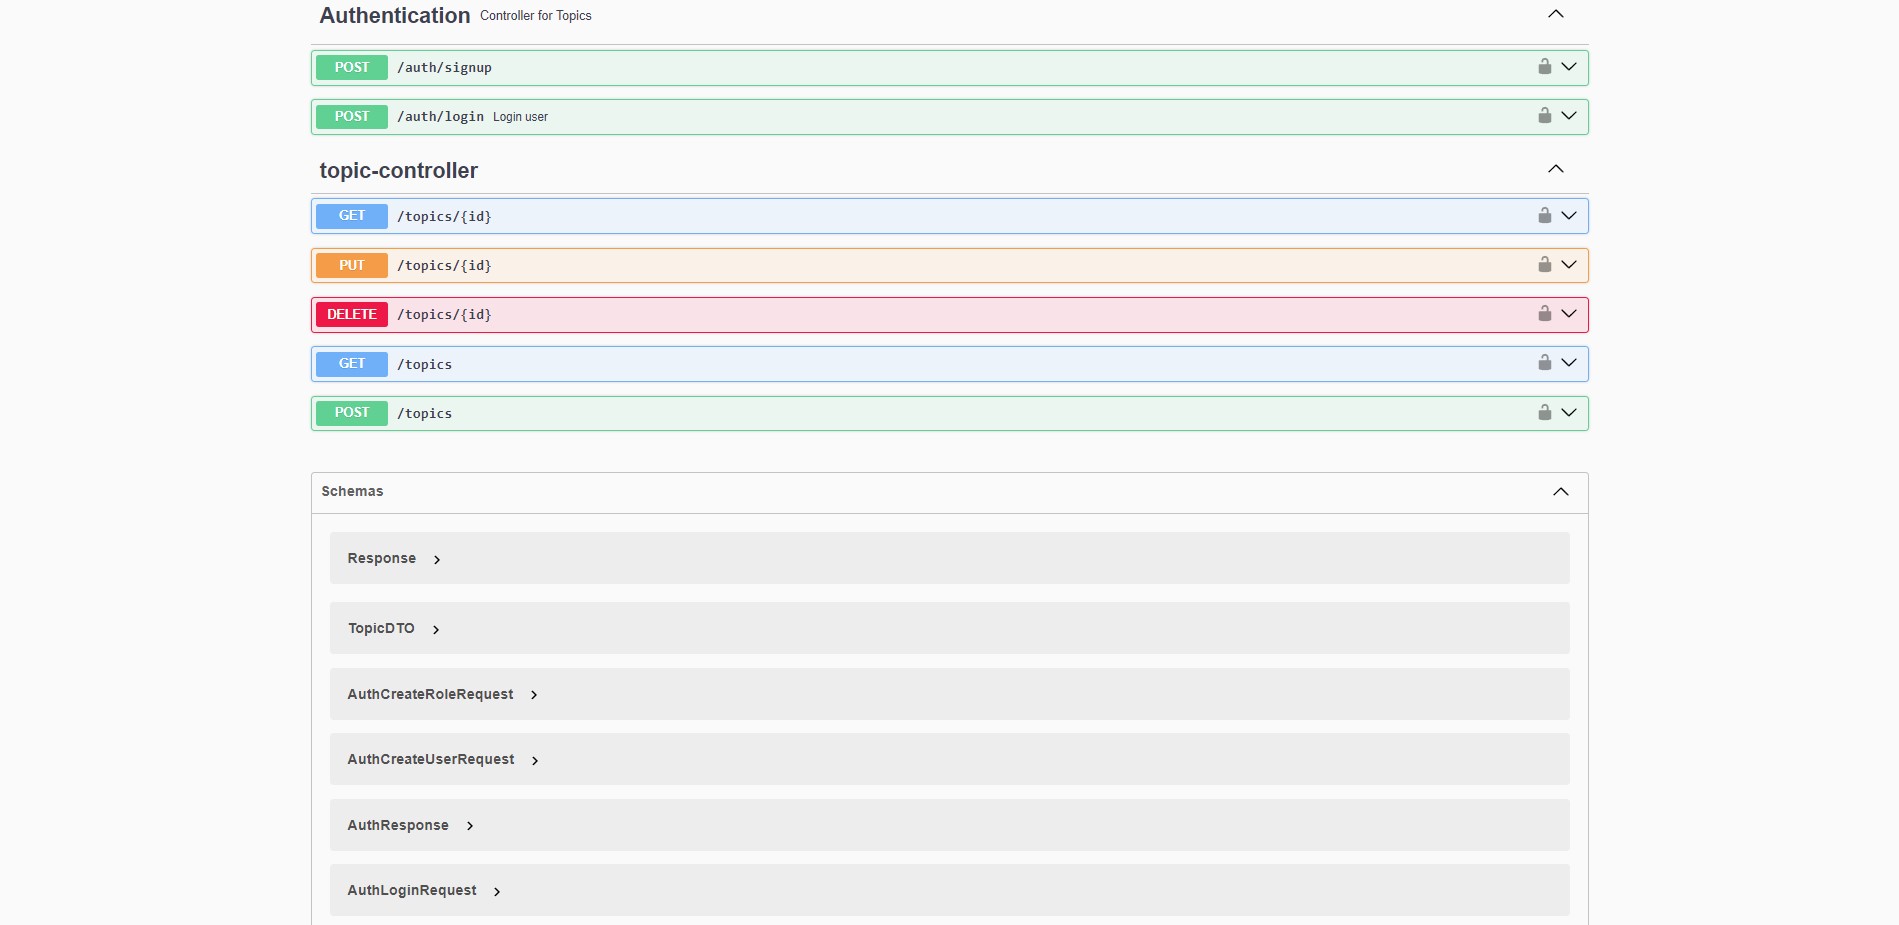 Authentication Controller for Topics
POST /auth/signup
POST /auth/login Login user
topic-controller
GET /topics/{id}
PUT /topics/{id}
DELETE /topics/{id}
GET /topics
POST /topics
Schemas
Response
TopicDTO
AuthCreateRoleRequest
AuthCreateUserRequest
AuthResponse
AuthLoginRequest